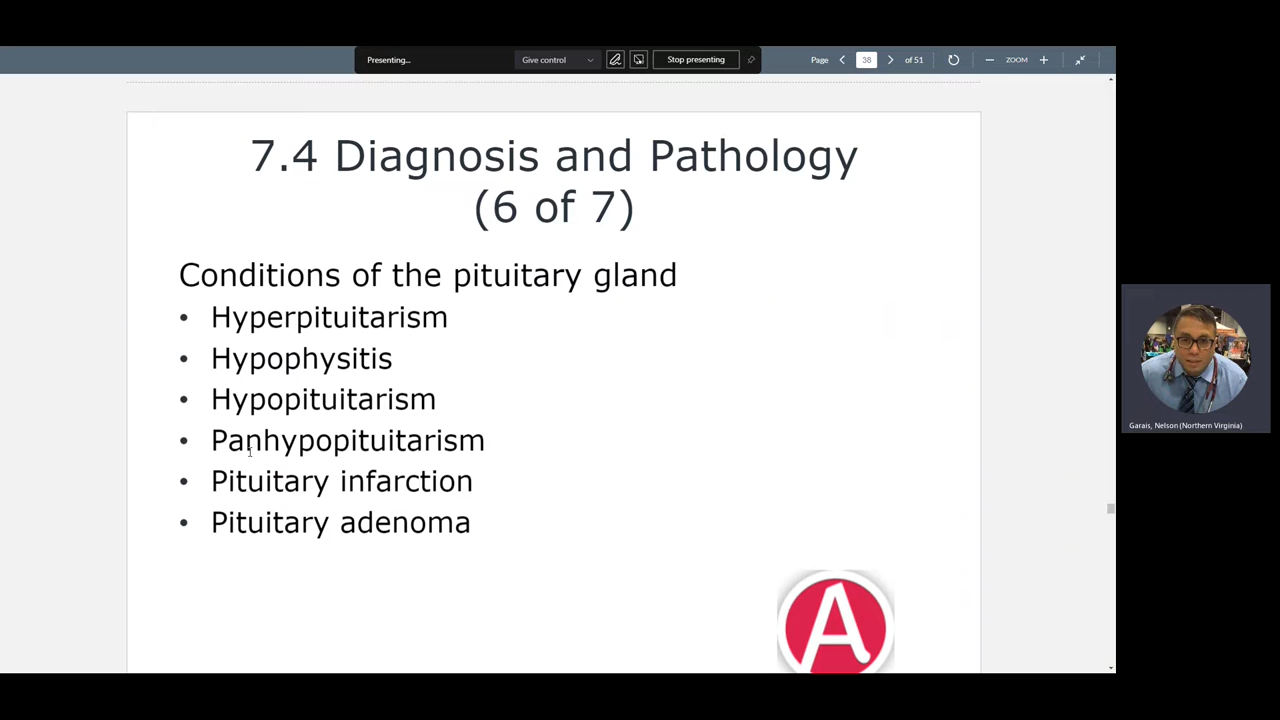 Presenting...
Give control
Stop presenting
Page
38
of 51
ZOOM
7.4 Diagnosis and Pathology
(6 of 7)
Conditions of the pituitary gland
• Hyperpituitarism
• Hypophysitis
• Hypopituitarism
• Panhypopituitarism
• Pituitary infarction
• Pituitary adenoma
A
Garais, Nelson (Northern Virginia)